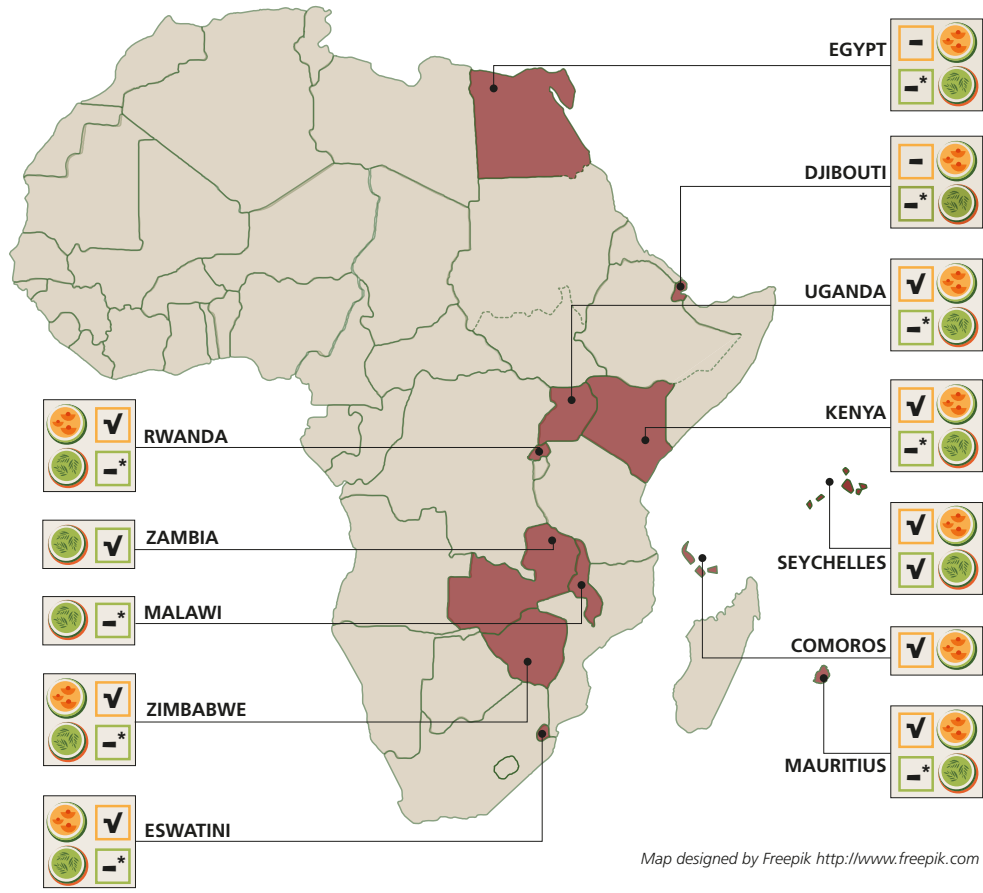 EGYPT
-
-*
DJIBOUTI
-
-*
UGANDA
√
-*
KENYA
√
-*
RWANDA
√
-*
SEYCHELLES
√
√
ZAMBIA
√
MALAWI
-*
COMOROS
√
ZIMBABWE
√
-*
MAURITIUS
√
-*
ESWATINI
√
-*
Map designed by Freepik http://www.freepik.com